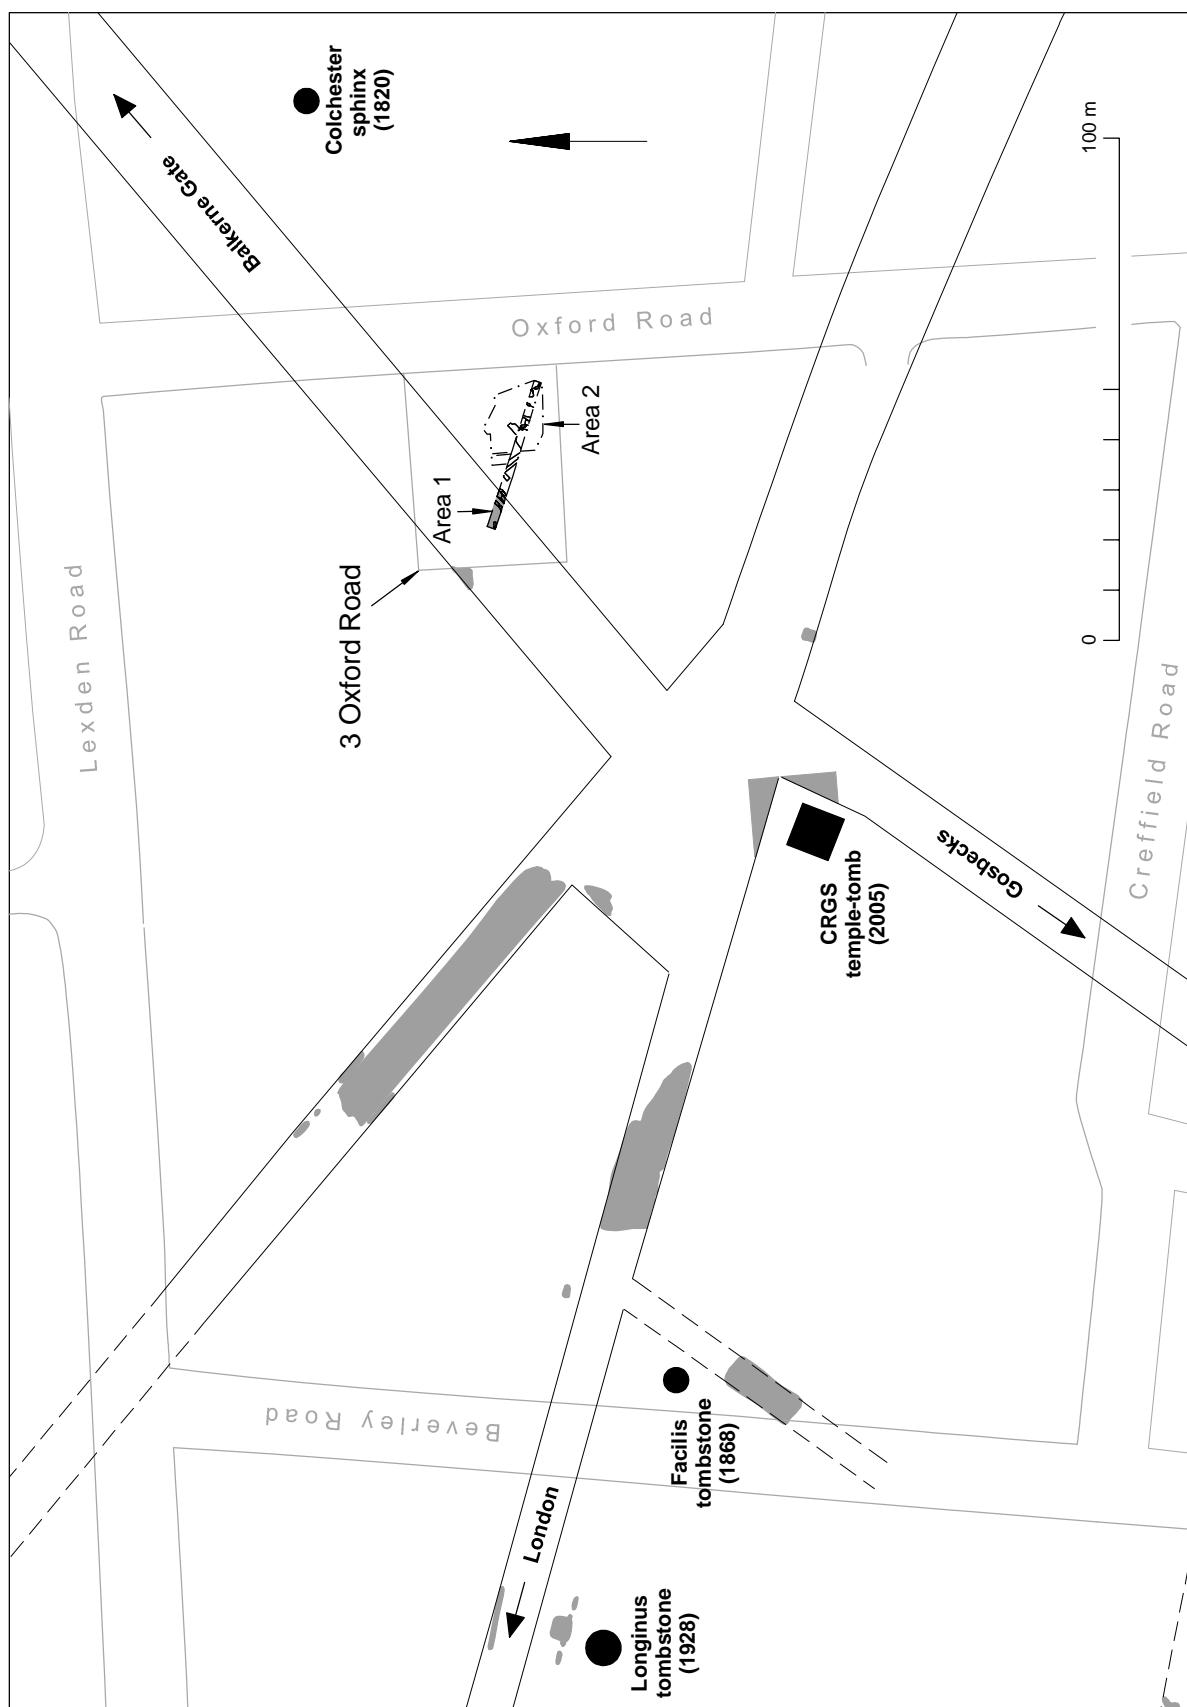 Colchester
sphinx
(1820)
Balkerne Gate
Oxford Road
Area 1
Area 2
3 Oxford Road
Lexden Road
0
100 m
Creffield Road
CRGS
temple-tomb
(2005)
Gosbecks
Beverley Road
Facilis
tombstone
(1868)
London
Longinus
tombstone
(1928)